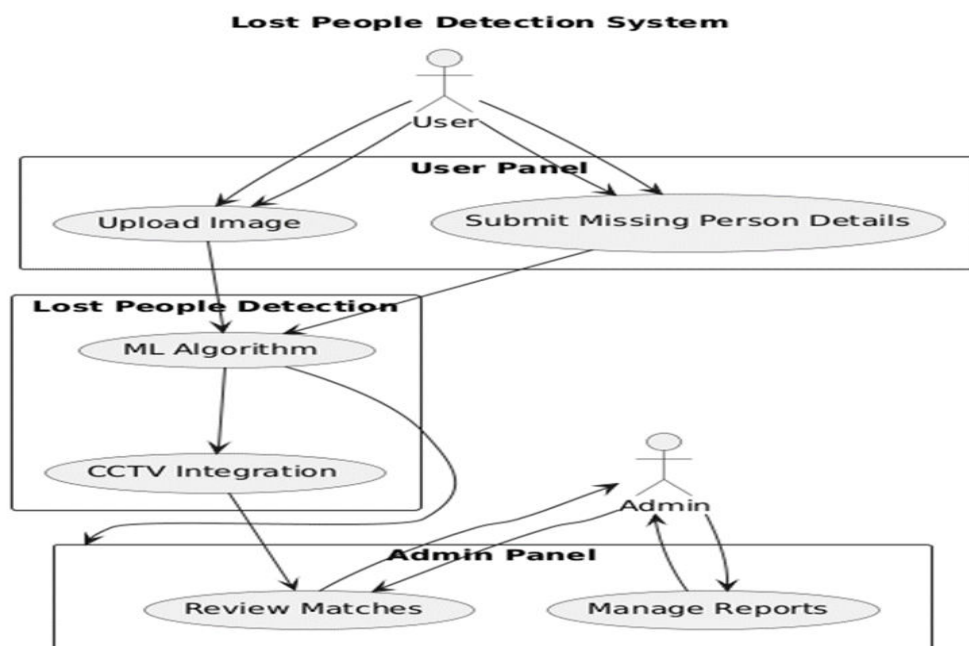 Lost People Detection System
User
User Panel
Upload Image
Submit Missing Person Details
Lost People Detection
ML Algorithm
CCTV Integration
Admin
Admin Panel
Review Matches
Manage Reports